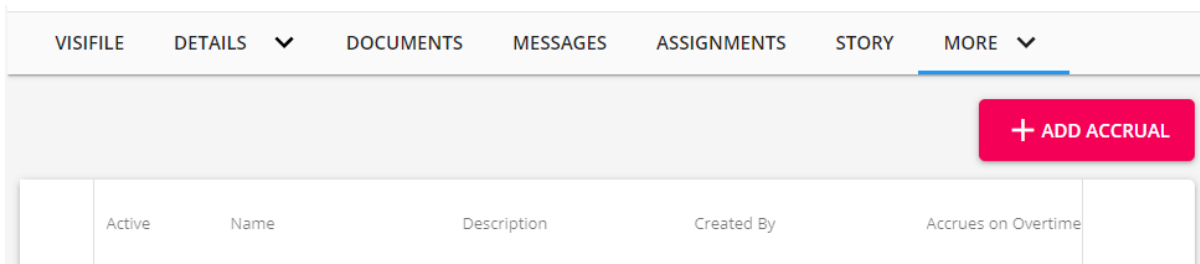 VISIFILE DETAILS DOCUMENTS MESSAGES ASSIGNMENTS STORY MORE
+ ADD ACCRUAL
Active Name Description Created By Accrues on Overtime